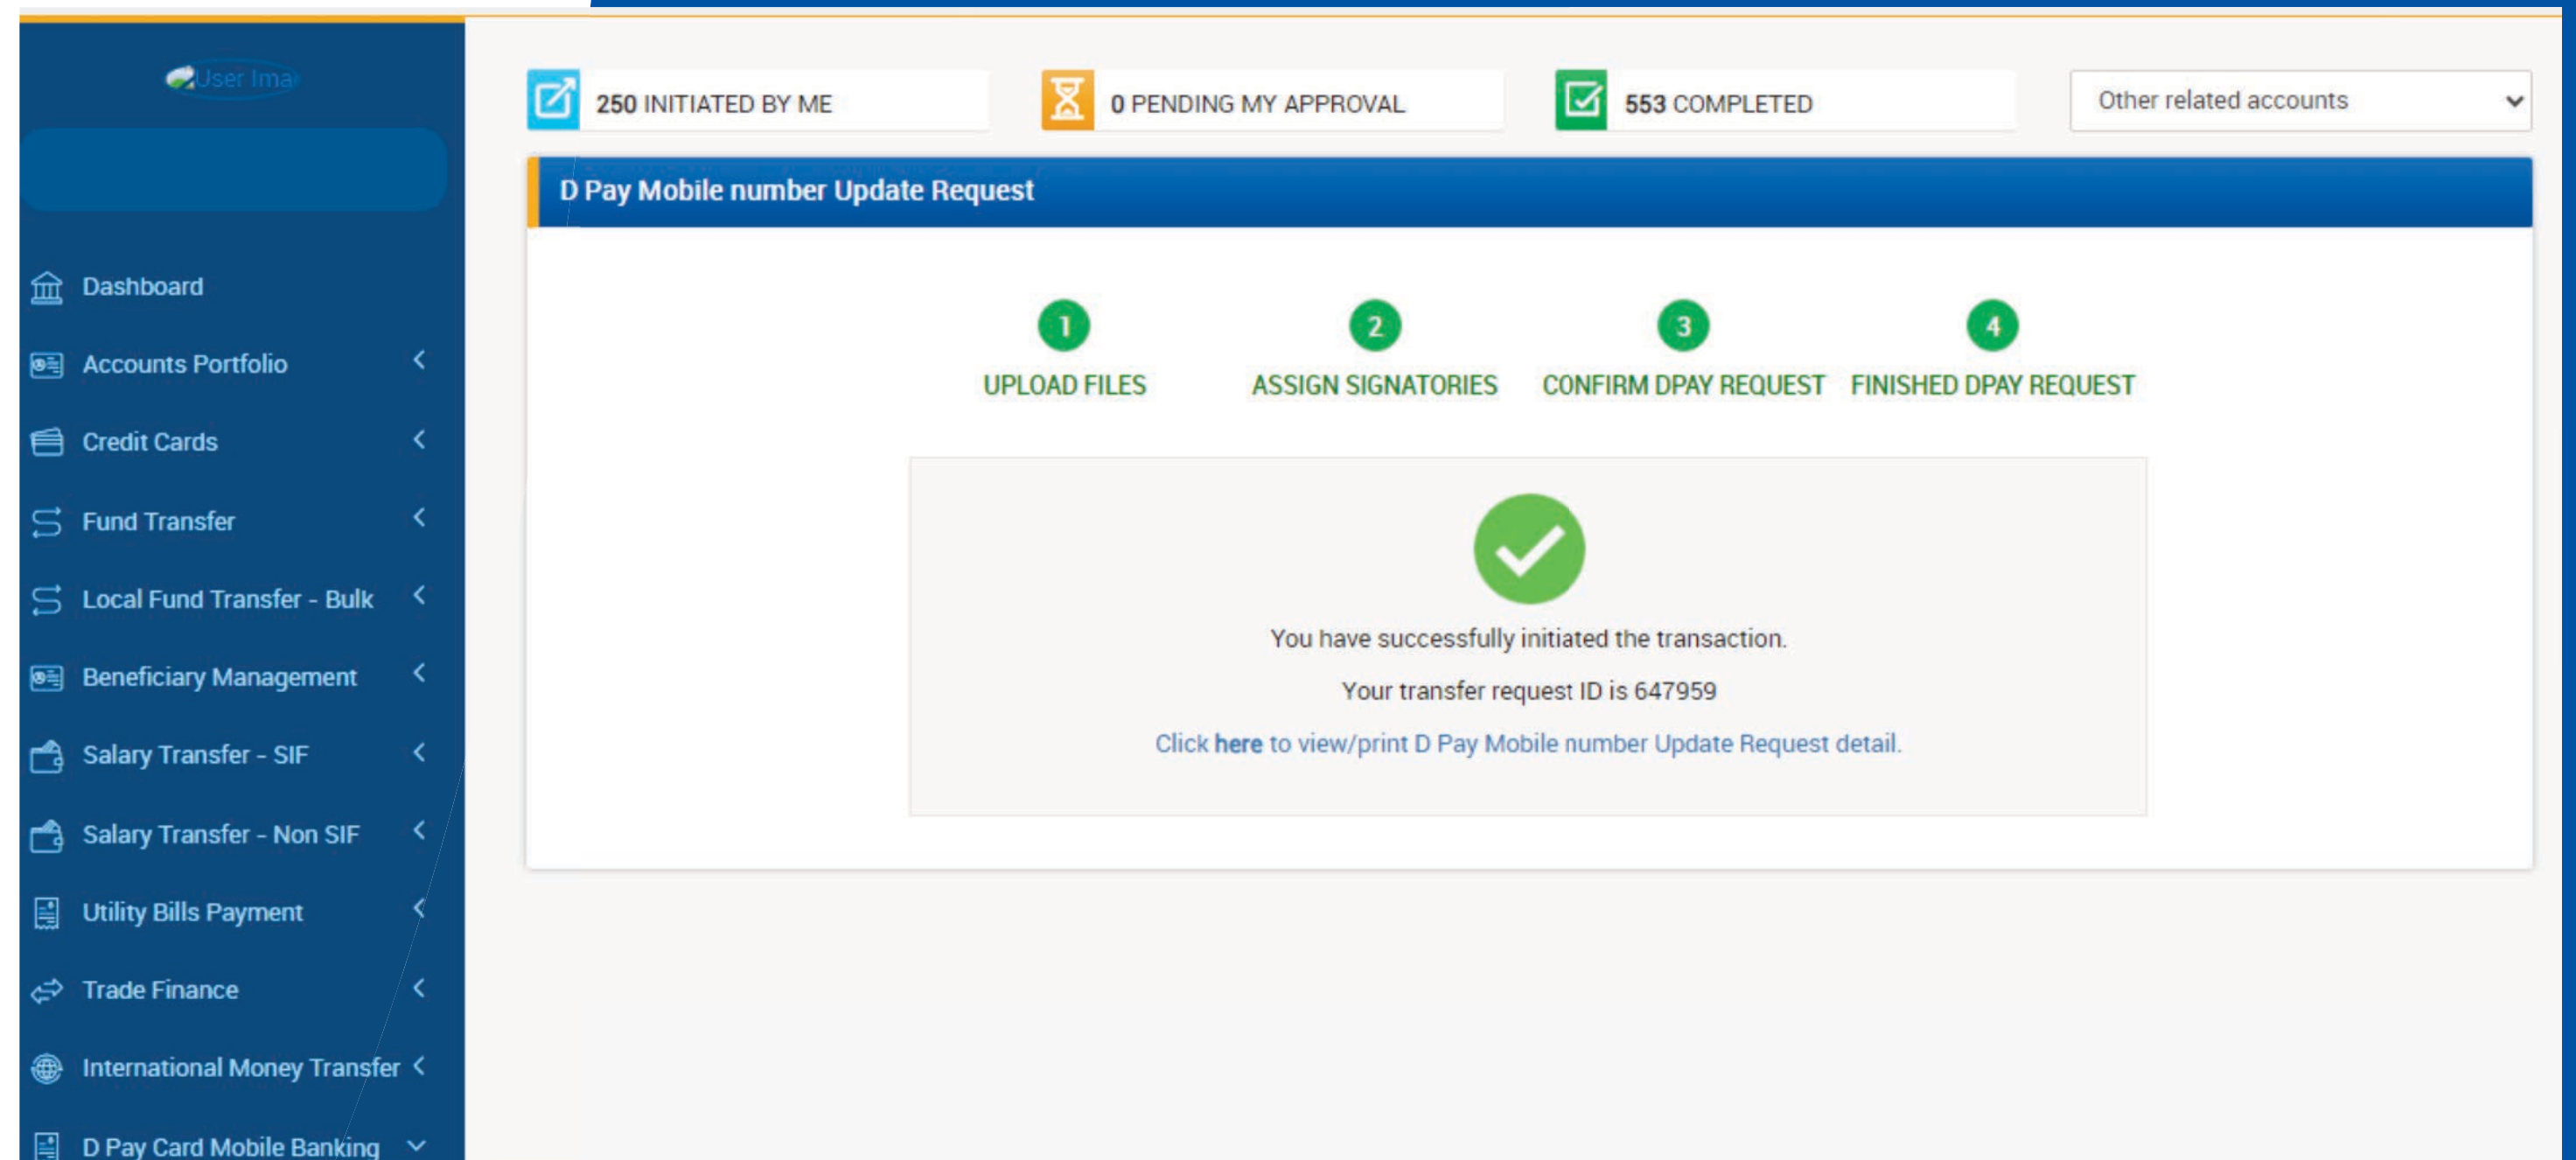 User Ima
Dashboard
Accounts Portfolio
Credit Cards
Fund Transfer
Local Fund Transfer - Bulk
Beneficiary Management
Salary Transfer - SIF
Salary Transfer - Non SIF
Utility Bills Payment
Trade Finance
International Money Transfer
D Pay Card Mobile Banking
250 INITIATED BY ME
0 PENDING MY APPROVAL
553 COMPLETED
Other related accounts
D Pay Mobile number Update Request
1
UPLOAD FILES
2
ASSIGN SIGNATORIES
3
CONFIRM DPAY REQUEST
4
FINISHED DPAY REQUEST
You have successfully initiated the transaction.
Your transfer request ID is 647959
Click here to view/print D Pay Mobile number Update Request detail.